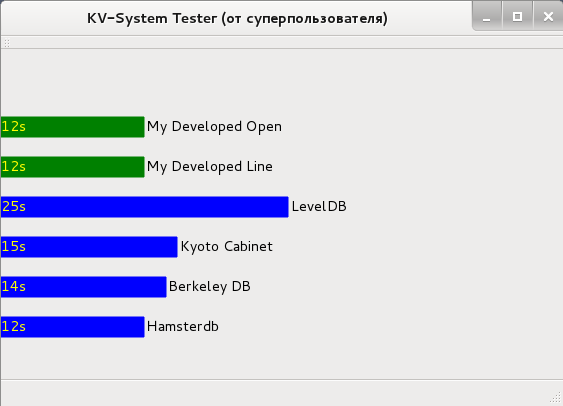 KV-System Tester (от суперпользователя)
12s My Developed Open
12s My Developed Line
25s LevelDB
15s Kyoto Cabinet
14s Berkeley DB
12s Hamsterdb